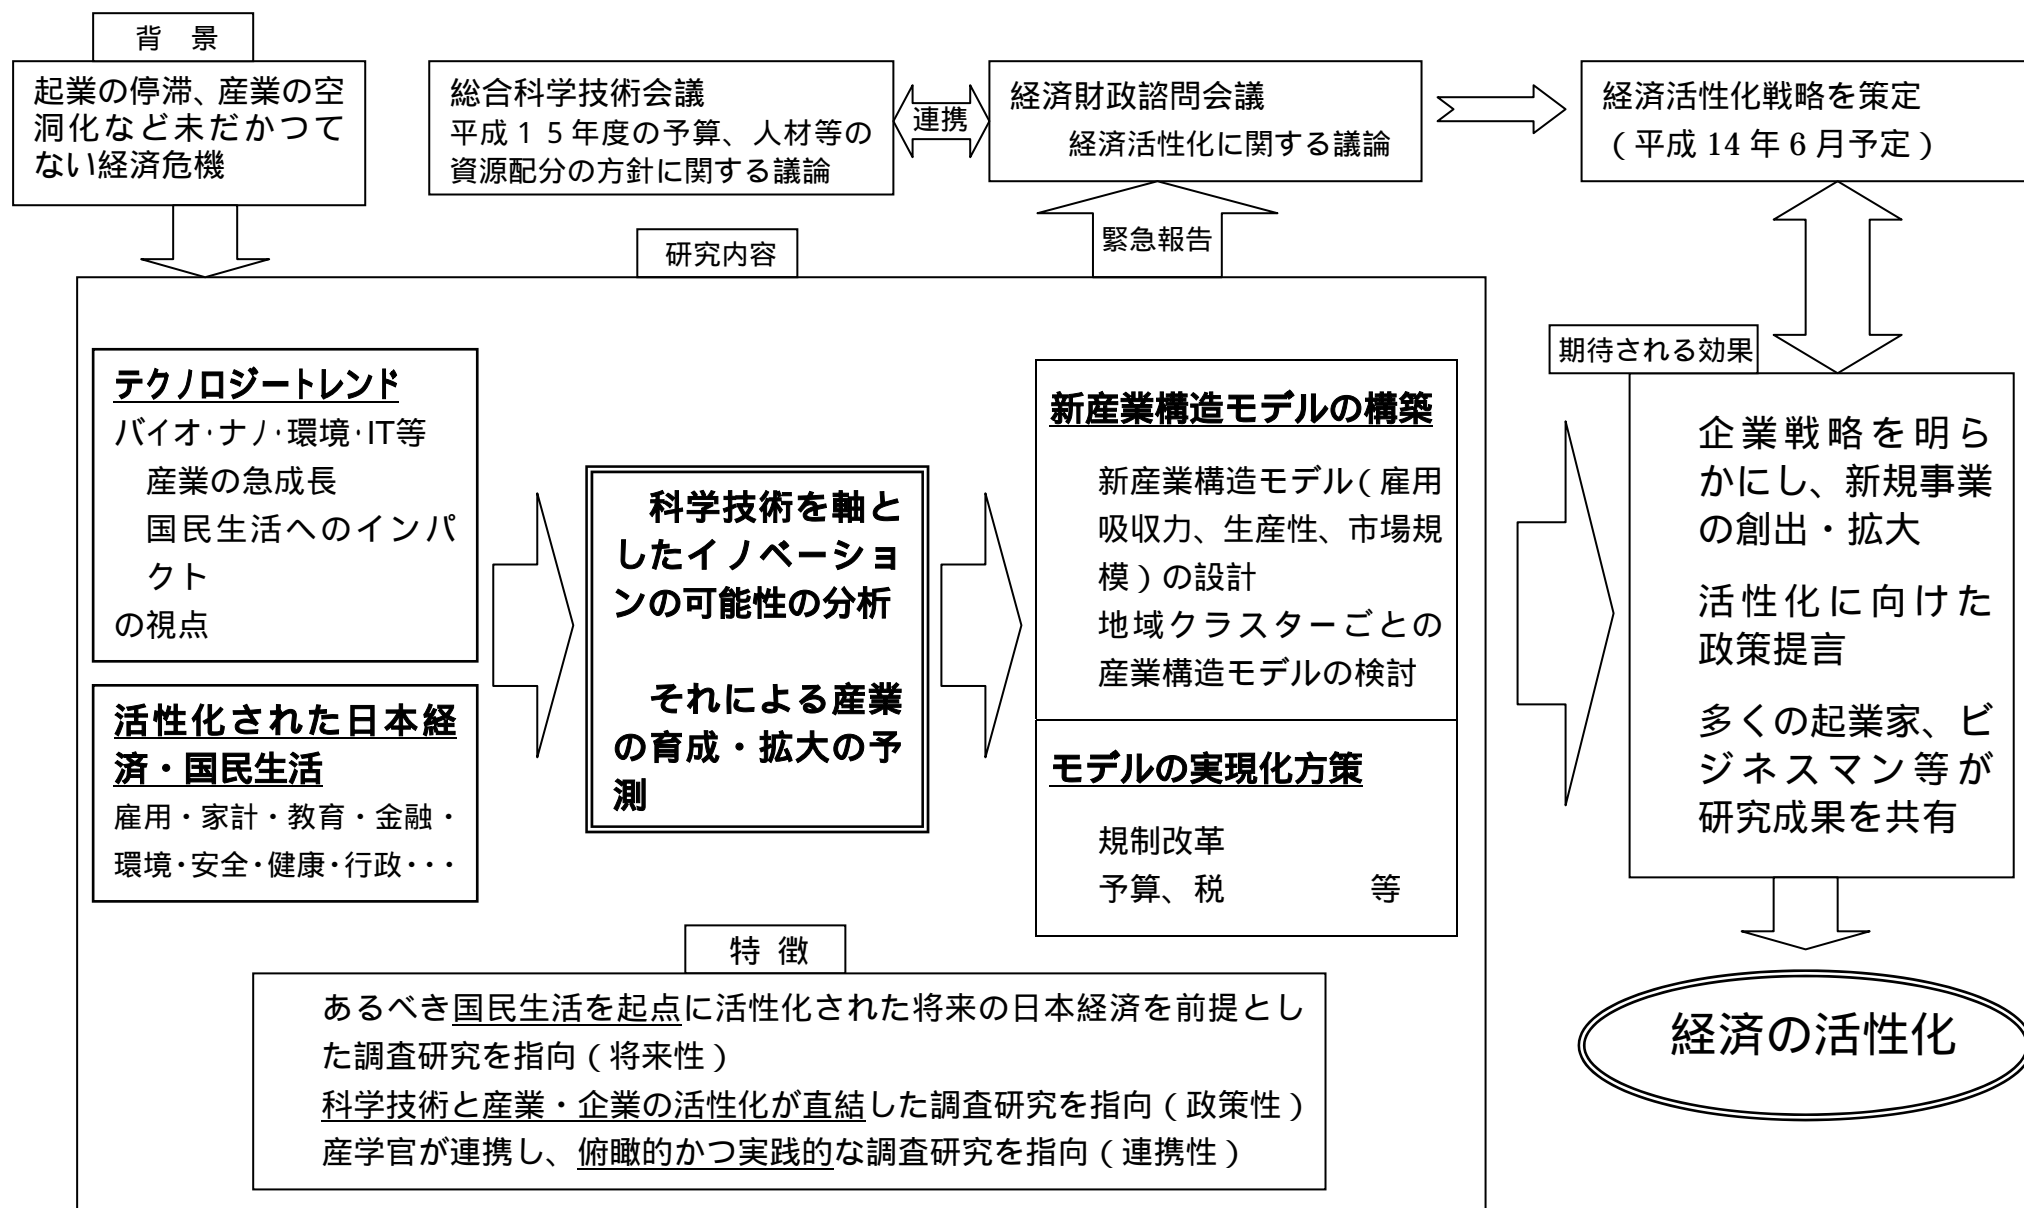 背　景
起業の停滞、産業の空
洞化など未だかつて
ない経済危機
総合科学技術会議
平成１５年度の予算、人材等の
資源配分の方針に関する議論
連携
経済財政諮問会議
経済活性化に関する議論
経済活性化戦略を策定
（平成 14 年 6 月予定）
緊急報告
研究内容
テクノロジートレンド
バイオ・ナノ・環境・IT等
産業の急成長
国民生活へのインパ
クト
の視点
活性化された日本経
済・国民生活
雇用・家計・教育・金融・
環境・安全・健康・行政・・・
科学技術を軸と
したイノベーショ
ンの可能性の分析
それによる産業
の育成・拡大の予
測
新産業構造モデルの構築
新産業構造モデル（雇用
吸収力、生産性、市場規
模）の設計
地域クラスターごとの
産業構造モデルの検討
モデルの実現化方策
規制改革
予算、税　　　　等
期待される効果
企業戦略を明ら
かにし、新規事業
の創出・拡大
活性化に向けた
政策提言
多くの起業家、ビ
ジネスマン等が
研究成果を共有
経済の活性化
特 徴
あるべき国民生活を起点に活性化された将来の日本経済を前提とし
た調査研究を指向（将来性）
科学技術と産業・企業の活性化が直結した調査研究を指向（政策性）
産学官が連携し、俯瞰的かつ実践的な調査研究を指向（連携性）